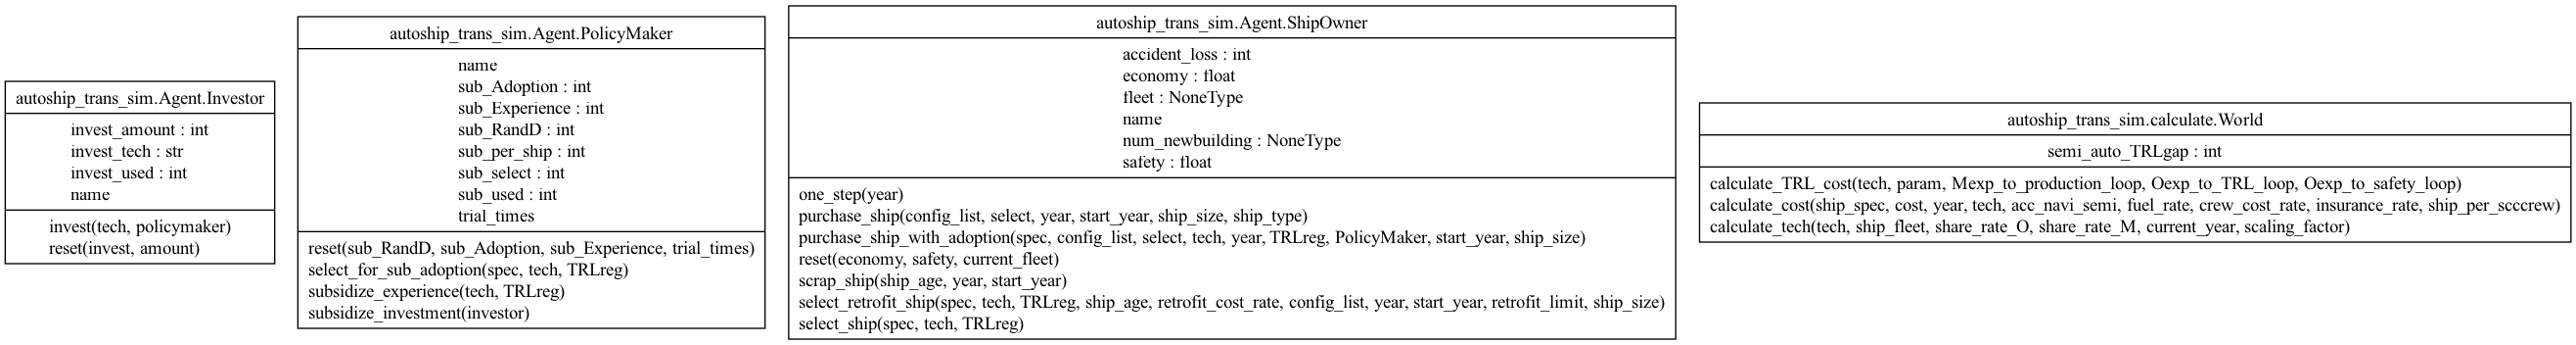 autoship_trans_sim.Agent.Investor
invest_amount : int
invest_tech : str
invest_used : int
name
invest(tech, policymaker)
reset(invest, amount)
autoship_trans_sim.Agent.PolicyMaker
name
sub_Adoption : int
sub_Experience : int
sub_RandD : int
sub_per_ship : int
sub_select : int
sub_used : int
trial_times
reset(sub_RandD, sub_Adoption, sub_Experience, trial_times)
select_for_sub_adoption(spec, tech, TRLreg)
subsidize_experience(tech, TRLreg)
subsidize_investment(investor)
autoship_trans_sim.Agent.ShipOwner
accident_loss : int
economy : float
fleet : NoneType
name
num_newbuilding : NoneType
safety : float
one_step(year)
purchase_ship(config_list, select, year, start_year, ship_size, ship_type)
purchase_ship_with_adoption(spec, config_list, select, tech, year, TRLreg, PolicyMaker, start_year, ship_size)
reset(economy, safety, current_fleet)
scrap_ship(ship_age, year, start_year)
select_retrofit_ship(spec, tech, TRLreg, ship_age, retrofit_cost_rate, config_list, year, start_year, retrofit_limit, ship_size)
select_ship(spec, tech, TRLreg)
autoship_trans_sim.calculate.World
semi_auto_TRLgap : int
calculate_TRL_cost(tech, param, Mexp_to_production_loop, Oexp_to_TRL_loop, Oexp_to_safety_loop)
calculate_cost(ship_spec, cost, year, tech, acc_navi_semi, fuel_rate, crew_cost_rate, insurance_rate, ship_per_scccrew)
calculate_tech(tech, ship_fleet, share_rate_O, share_rate_M, current_year, scaling_factor)